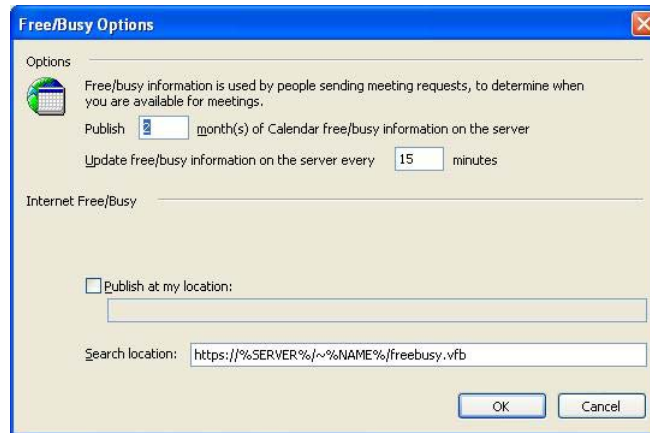 Free/Busy Options
Options
Free/busy information is used by people sending meeting requests, to determine when
you are available for meetings.
Publish 2 month(s) of Calendar free/busy information on the server
Update free/busy information on the server every 15 minutes
Internet Free/Busy
Publish at my location:
Search location: https://%SERVER%/~%NAME%/freebusy.vfb
OK Cancel